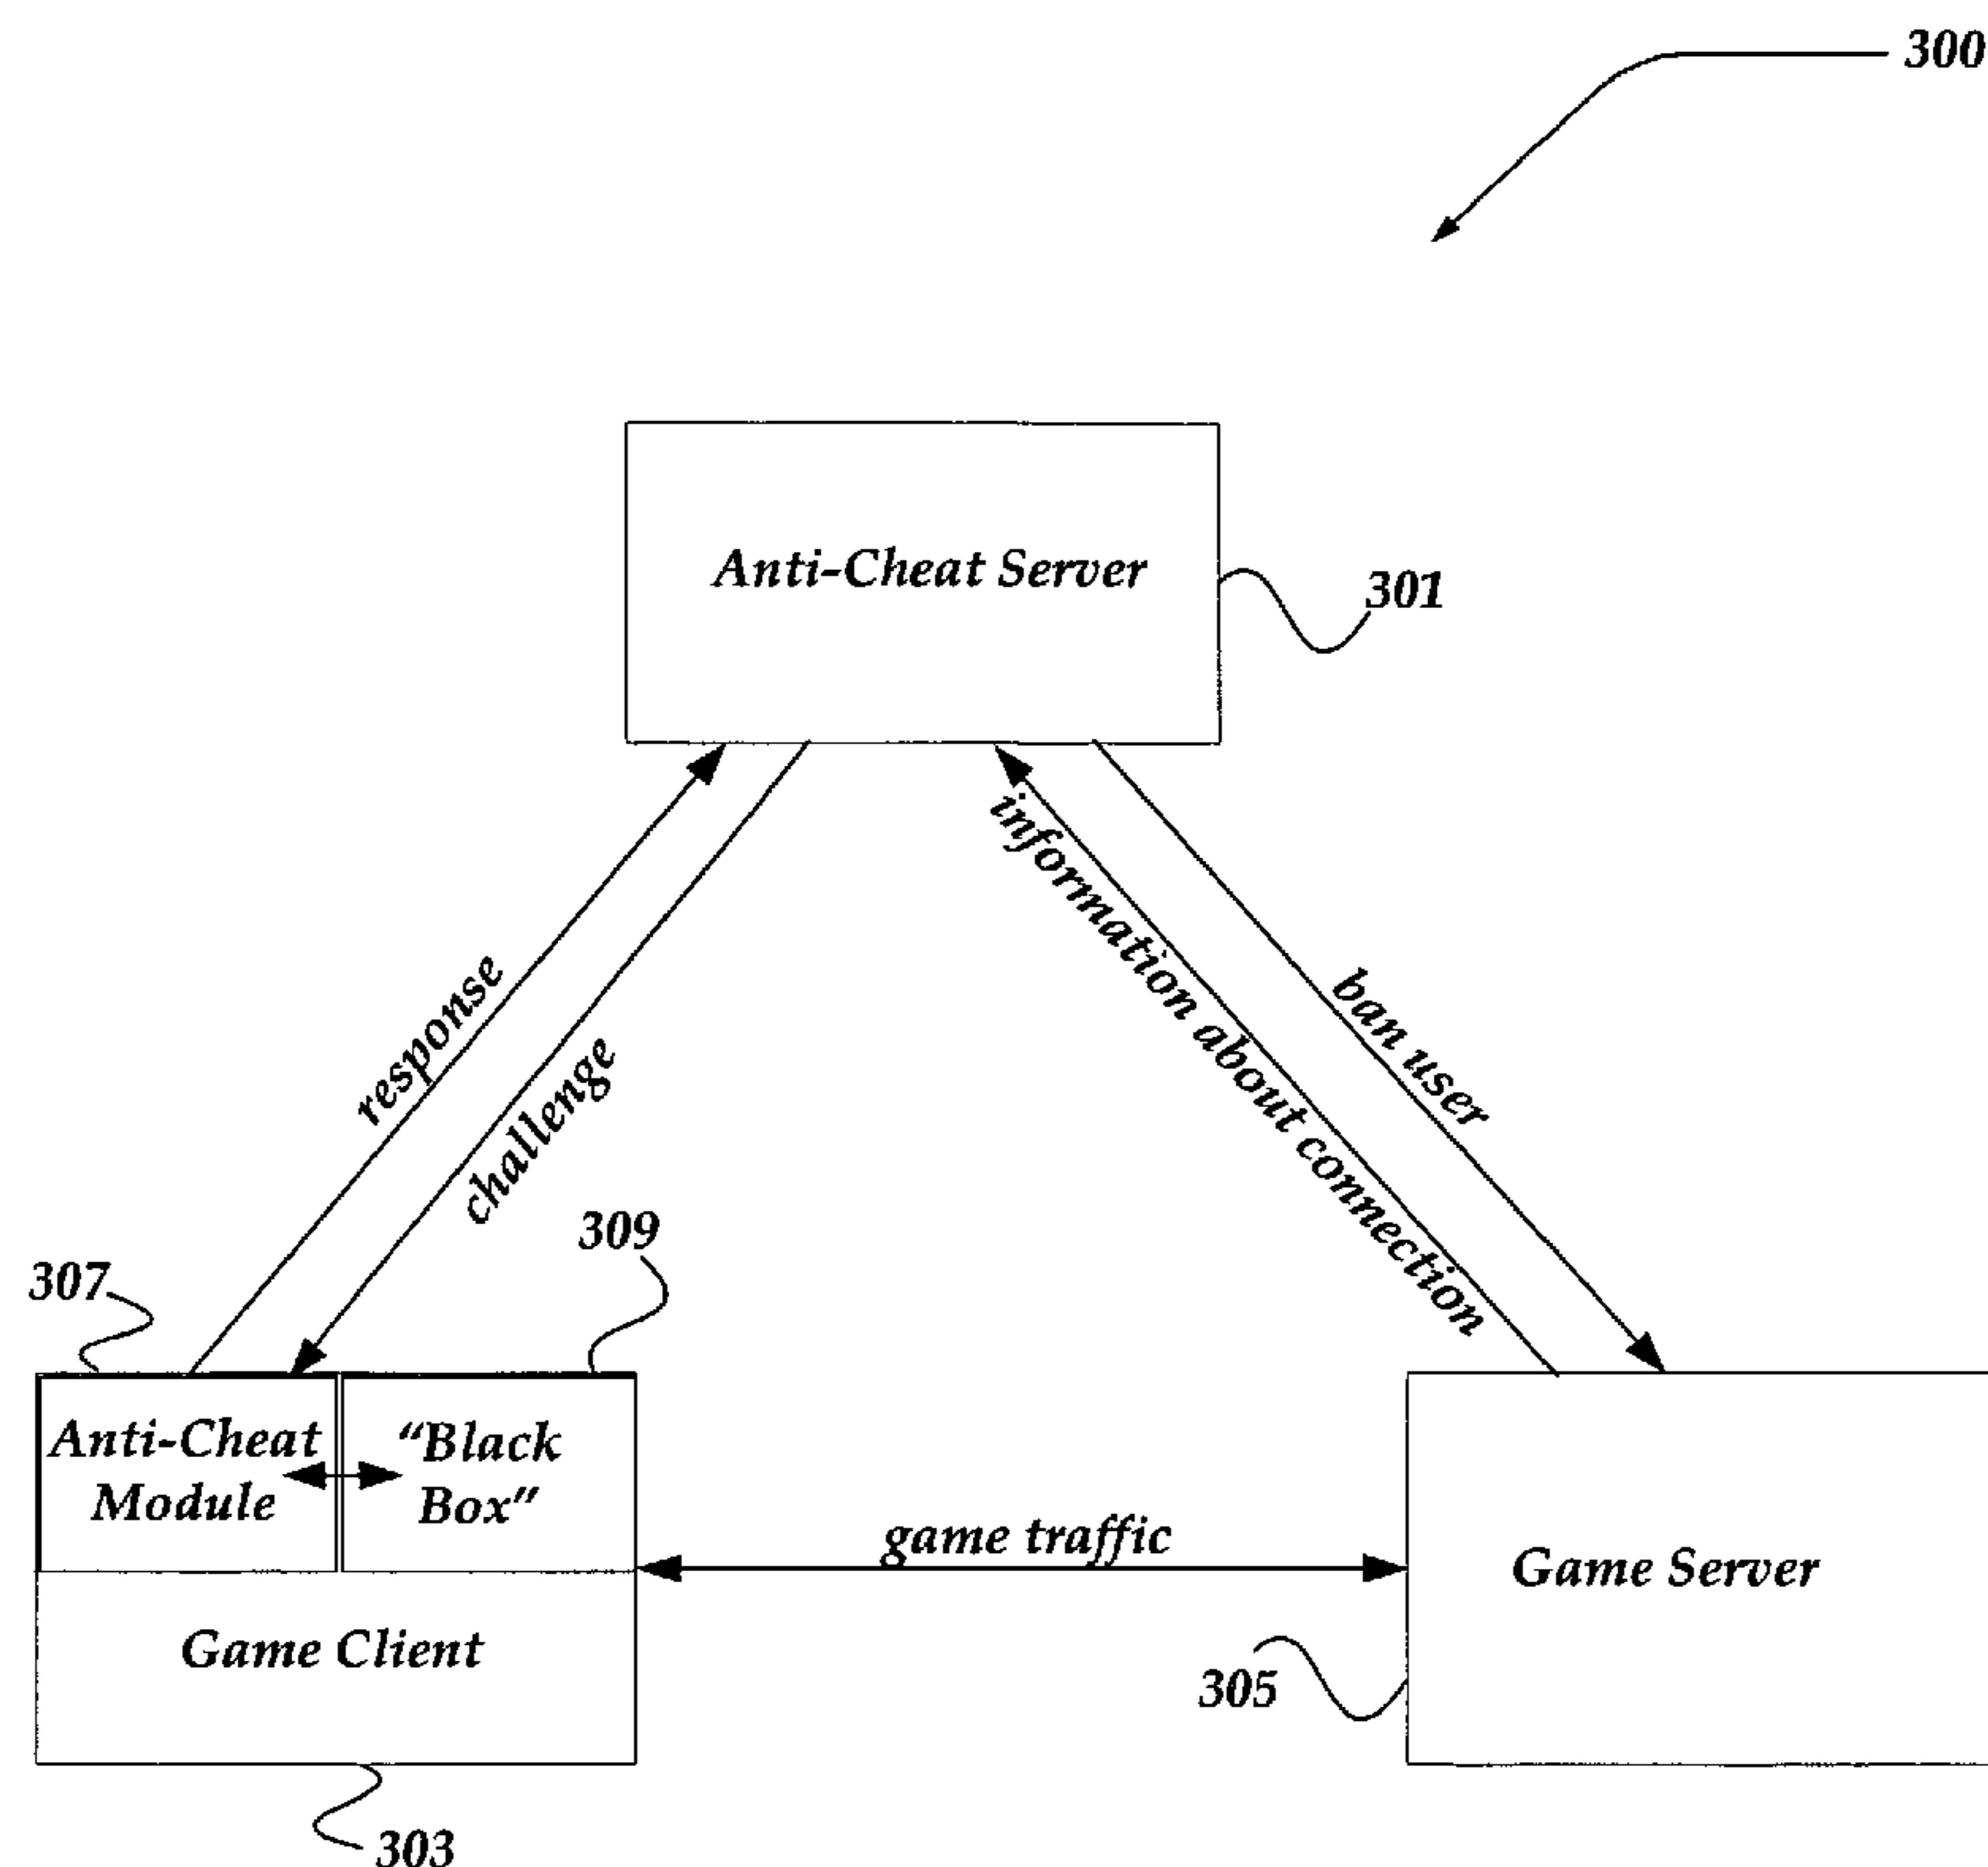 300
Anti-Cheat Server
301
response
challenge
information about connection
ban user
309
307
Anti-Cheat
Module
“Black
Box”
game traffic
Game Server
Game Client
305
303